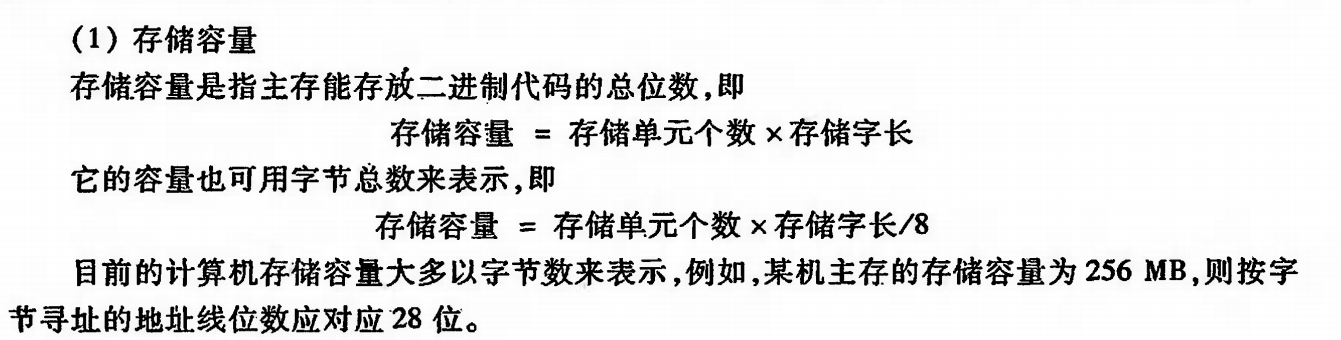 (1) 存储容量
存储容量是指主存能存放二进制代码的总位数,即
存储容量 = 存储单元个数×存储字长
它的容量也可用字节总数来表示,即
存储容量 = 存储单元个数×存储字长/8
目前的计算机存储容量大多以字节数来表示,例如,某机主存的存储容量为 256 MB,则按字
节寻址的地址线位数应对应 28 位。